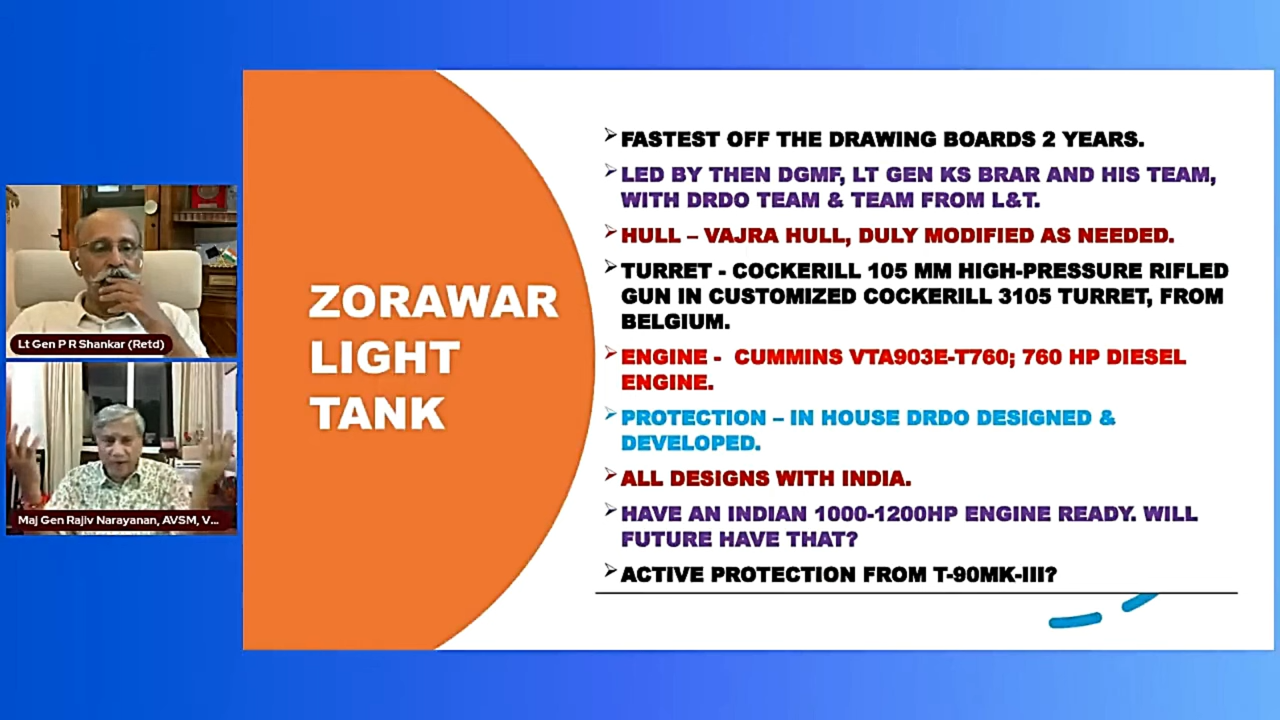 Lt Gen P R Shankar (Retd)
Maj Gen Rajiv Narayanan, AVSM, V...
ZORAWAR
LIGHT
TANK
FASTEST OFF THE DRAWING BOARDS 2 YEARS.
LED BY THEN DGMF, LT GEN KS BRAR AND HIS TEAM,
WITH DRDO TEAM & TEAM FROM L&T.
HULL – VAJRA HULL, DULY MODIFIED AS NEEDED.
TURRET - COCKERILL 105 MM HIGH-PRESSURE RIFLED
GUN IN CUSTOMIZED COCKERILL 3105 TURRET, FROM
BELGIUM.
ENGINE - CUMMINS VTA903E-T760; 760 HP DIESEL
ENGINE.
PROTECTION – IN HOUSE DRDO DESIGNED &
DEVELOPED.
ALL DESIGNS WITH INDIA.
HAVE AN INDIAN 1000-1200HP ENGINE READY. WILL
FUTURE HAVE THAT?
ACTIVE PROTECTION FROM T-90MK-III?